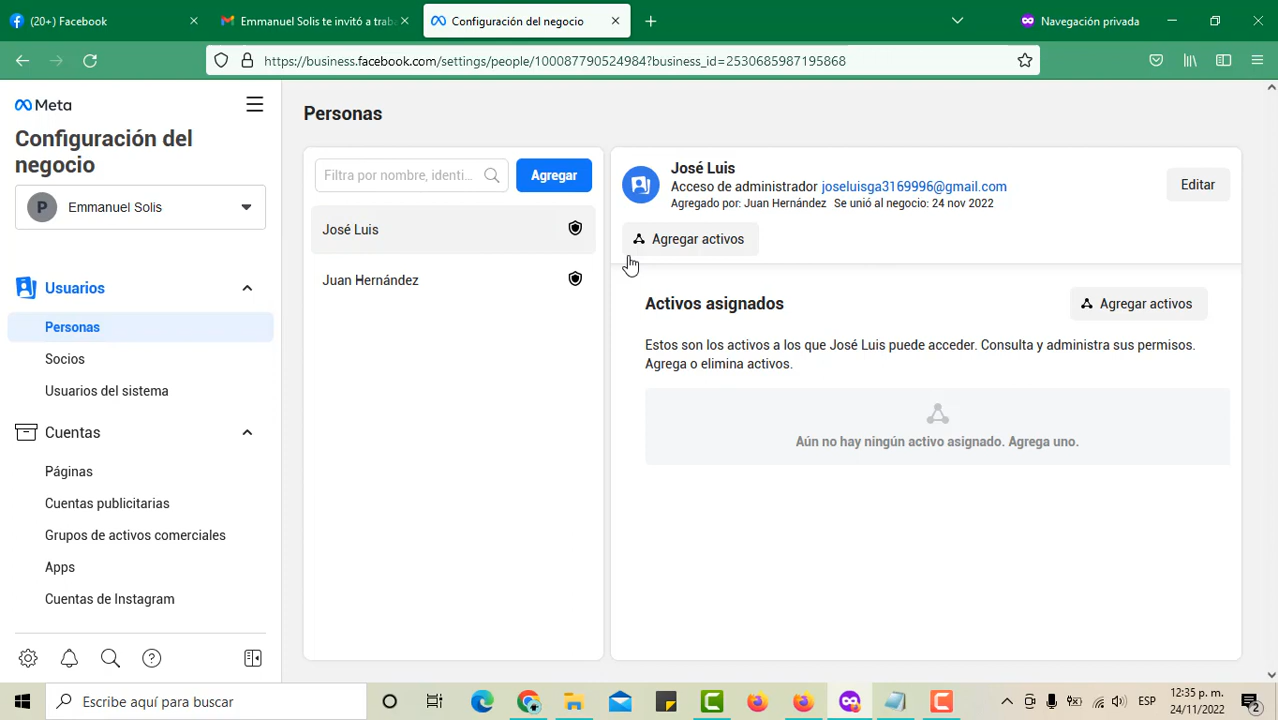 (20+) Facebook
Emmanuel Solis te invitó a trab
Configuración del negocio
Navegación privada
https://business.facebook.com/settings/people/100087790524984?business_id=2530685987195868
Meta
Configuración del negocio
P Emmanuel Solis
Usuarios
Personas
Socios
Usuarios del sistema
Cuentas
Páginas
Cuentas publicitarias
Grupos de activos comerciales
Apps
Cuentas de Instagram
Personas
Filtra por nombre, identi...
Agregar
José Luis
Juan Hernández
José Luis
Acceso de administrador joseluisga3169996@gmail.com
Agregado por: Juan Hernández Se unió al negocio: 24 nov 2022
Editar
Agregar activos
Activos asignados
Agregar activos
Estos son los activos a los que José Luis puede acceder. Consulta y administra sus permisos.
Agrega o elimina activos.
Aún no hay ningún activo asignado. Agrega uno.
Escribe aquí para buscar
ESP
12:35 p. m.
24/11/2022
2